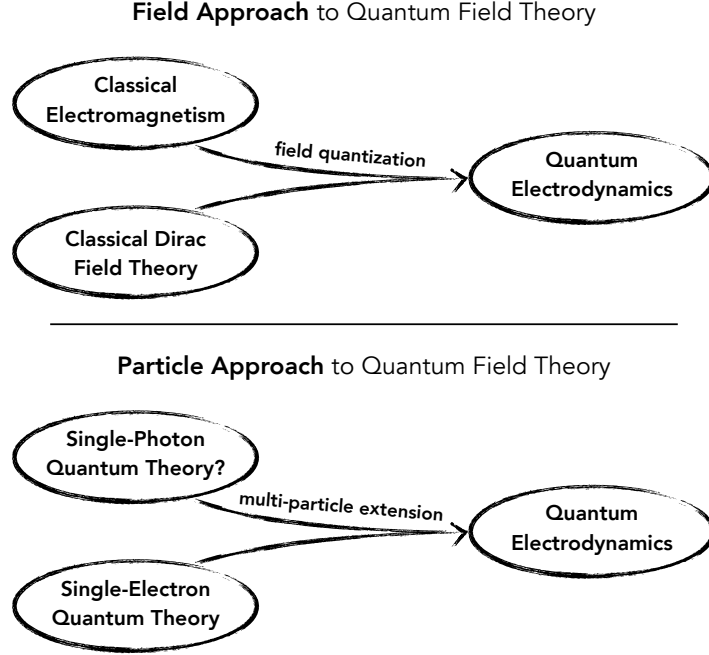 Field Approach to Quantum Field Theory
Classical
Electromagnetism
field quantization
Quantum
Electrodynamics
Classical Dirac
Field Theory
Particle Approach to Quantum Field Theory
Single-Photon
Quantum Theory?
multi-particle extension
Quantum
Electrodynamics
Single-Electron
Quantum Theory